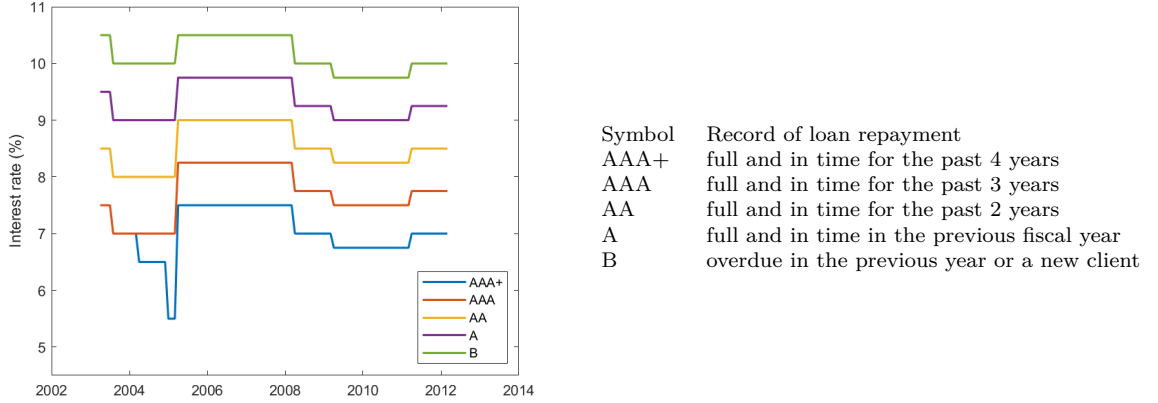 11
10
9
8
7
6
5
Interest rate (%)
2002 2004 2006 2008 2010 2012 2014
AAA+
AAA
AA
A
B
Symbol Record of loan repayment
AAA+ full and in time for the past 4 years
AAA full and in time for the past 3 years
AA full and in time for the past 2 years
A full and in time in the previous fiscal year
B overdue in the previous year or a new client